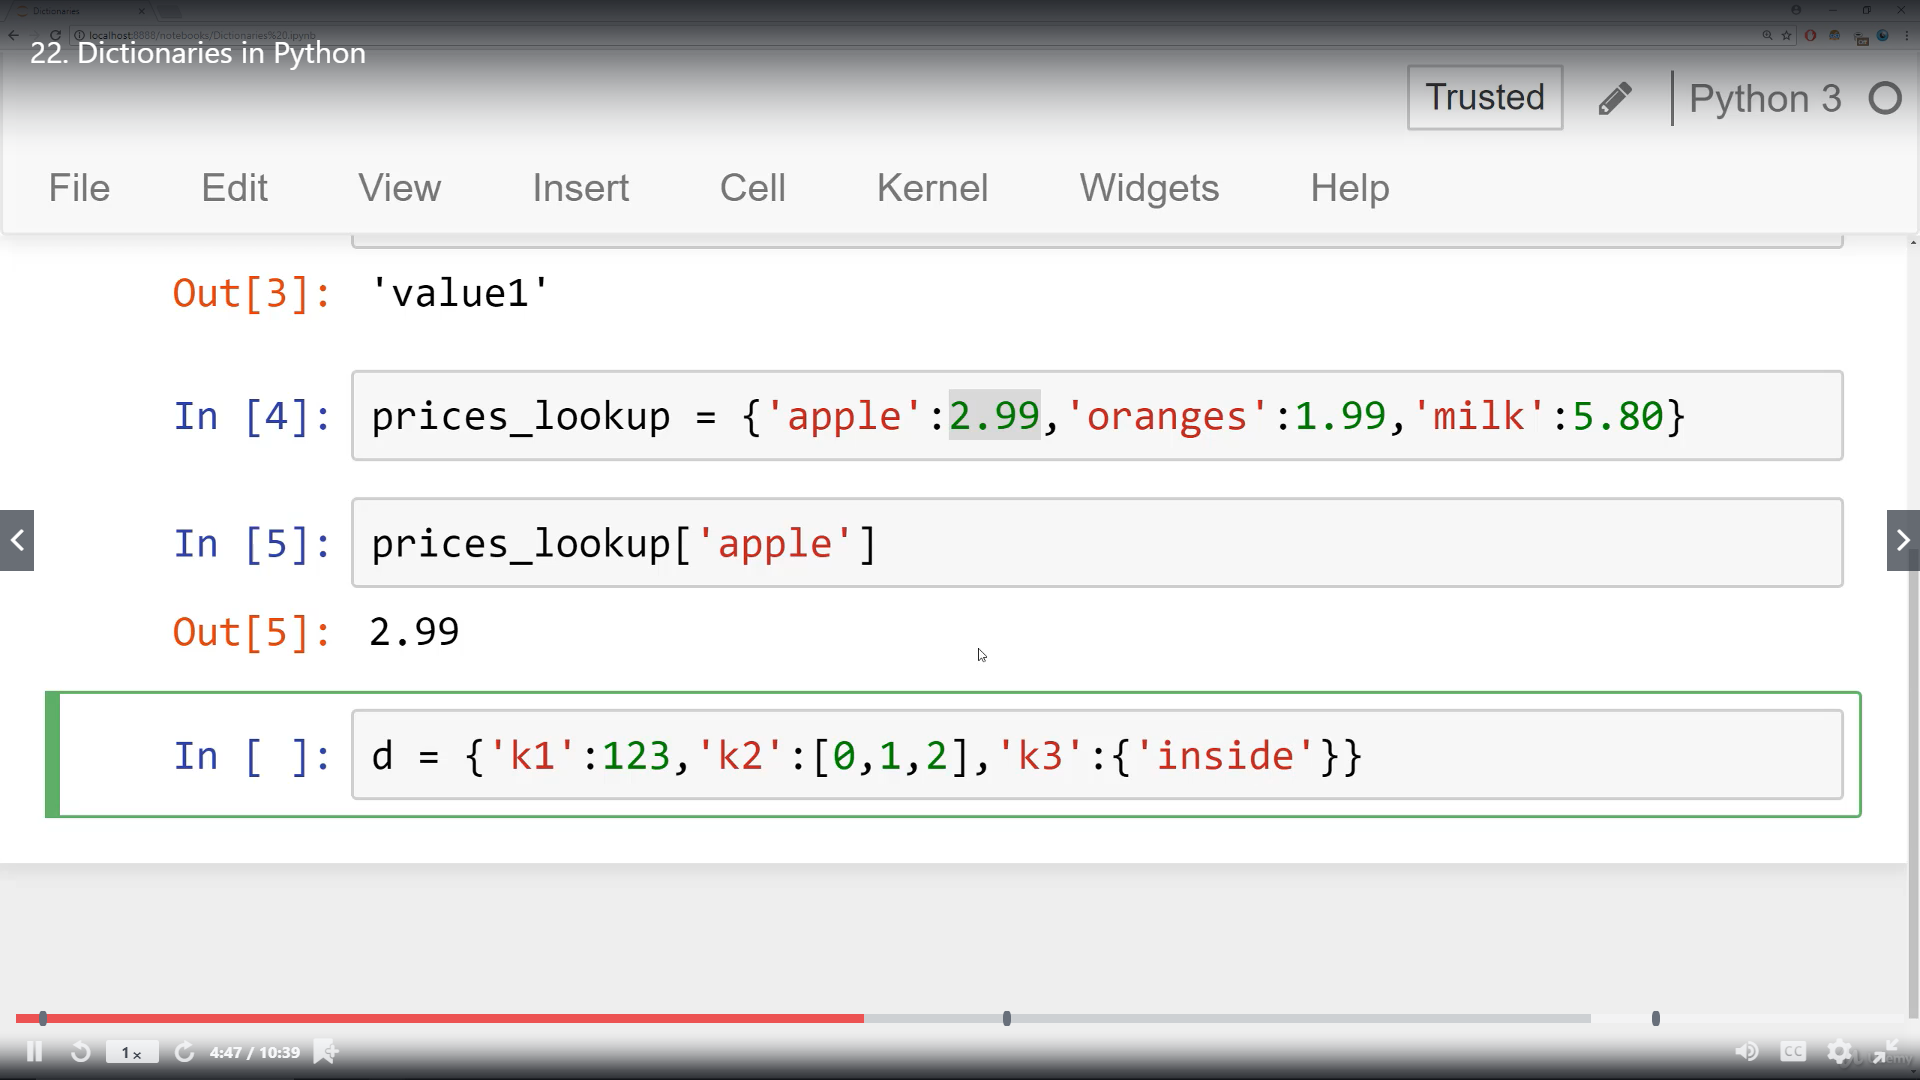 Dictionaries
localhost:8888/notebooks/Dictionaries%20.ipynb
22. Dictionaries in Python
Trusted
Python 3
File Edit View Insert Cell Kernel Widgets Help
Out[3]: 'value1'
In [4]: prices_lookup = {'apple':2.99,'oranges':1.99,'milk':5.80}
In [5]: prices_lookup['apple']
Out[5]: 2.99
In [ ]: d = {'k1':123,'k2':[0,1,2],'k3':{'inside'}}
1x
4:47 / 10:39
CC